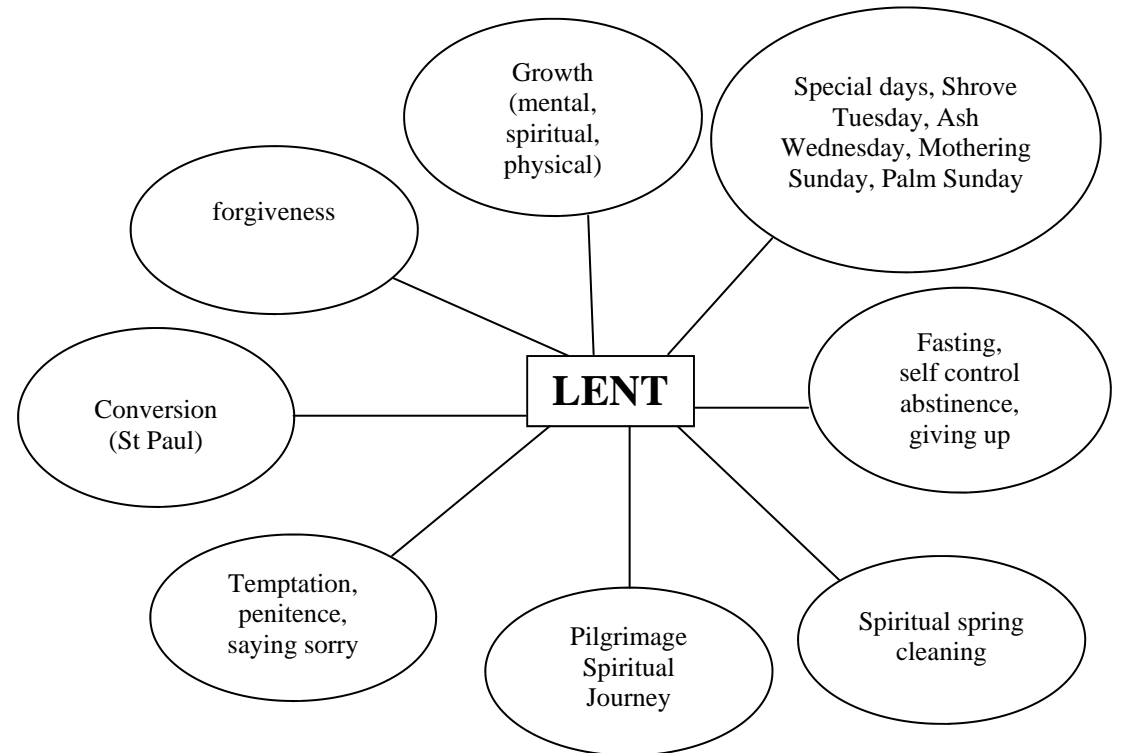 Growth
(mental,
spiritual,
physical)
Special days, Shrove
Tuesday, Ash
Wednesday, Mothering
Sunday, Palm Sunday
forgiveness
LENT
Fasting,
self control
abstinence,
giving up
Conversion
(St Paul)
Temptation,
penitence,
saying sorry
Pilgrimage
Spiritual
Journey
Spiritual spring
cleaning